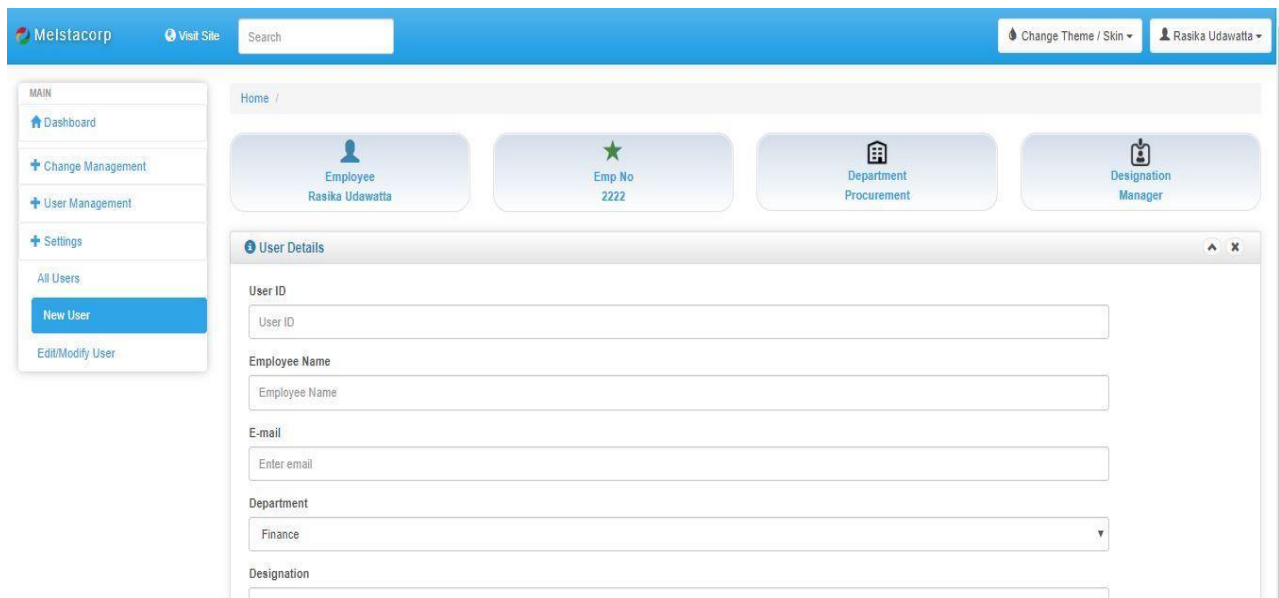 Melstacorp
Visit Site
Search
Change Theme / Skin
Rasika Udawatta
MAIN
Dashboard
Change Management
User Management
Settings
All Users
New User
Edit/Modify User
Home /
Employee
Rasika Udawatta
Emp No
2222
Department
Procurement
Designation
Manager
User Details
User ID
User ID
Employee Name
Employee Name
E-mail
Enter email
Department
Finance
Designation